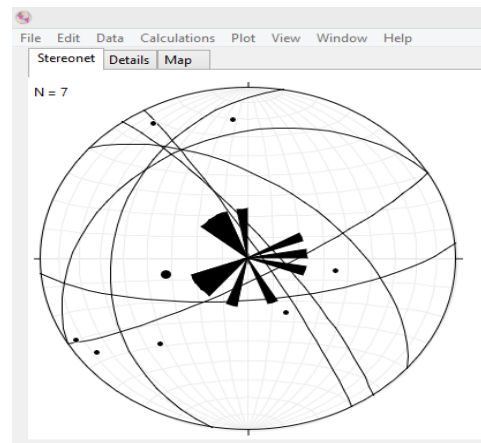 File Edit Data Calculations Plot View Window Help
Stereonet Details Map
N = 7